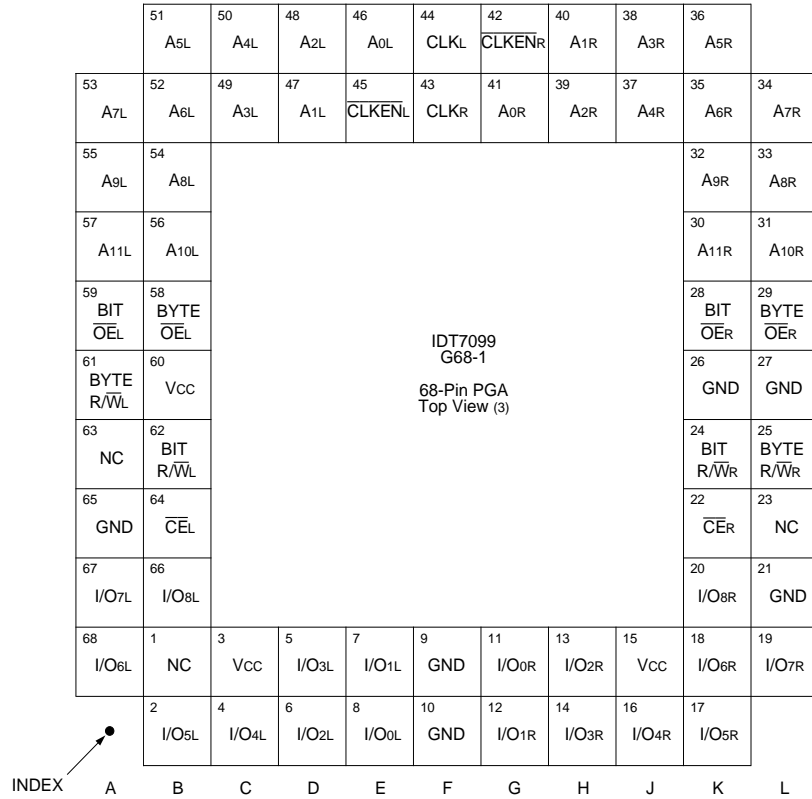 51 50 48 46 44 42 40 38 36
A5L A4L A2L A0L CLKL CLKENR A1R A3R A5R
53 52 49 47 45 43 41 39 37 35 34
A7L A6L A3L A1L CLKENL CLKR A0R A2R A4R A6R A7R
55 54 32 33
A9L A8L A9R A8R
57 56 30 31
A11L A10L A11R A10R
59 58 28 29
BIT BYTE BIT BYTE
OEL OEL OER OER
IDT7099
G68-1
61 60 26 27
BYTE VCC GND GND
R/WL
68-Pin PGA
Top View (3)
63 62 24 25
NC BIT BIT BYTE
R/WL R/WR R/WR
65 64 22 23
GND CEL CER NC
67 66 20 21
I/O7L I/O8L I/O8R GND
68 1 3 5 7 9 11 13 15 18 19
I/O6L NC VCC I/O3L I/O1L GND I/O0R I/O2R VCC I/O6R I/O7R
2 4 6 8 10 12 14 16 17
I/O5L I/O4L I/O2L I/O0L GND I/O1R I/O3R I/O4R I/O5R
INDEX A B C D E F G H J K L